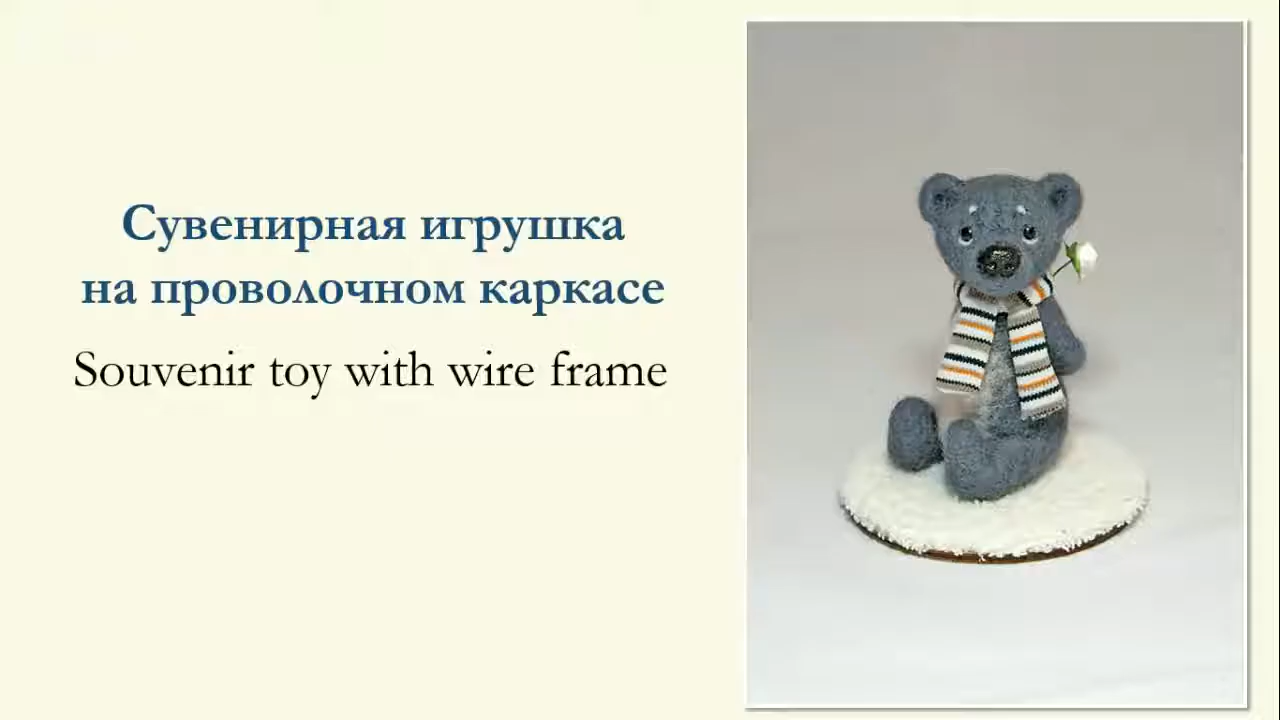 Сувенирная игрушка
на проволочном каркасе
Souvenir toy with wire frame